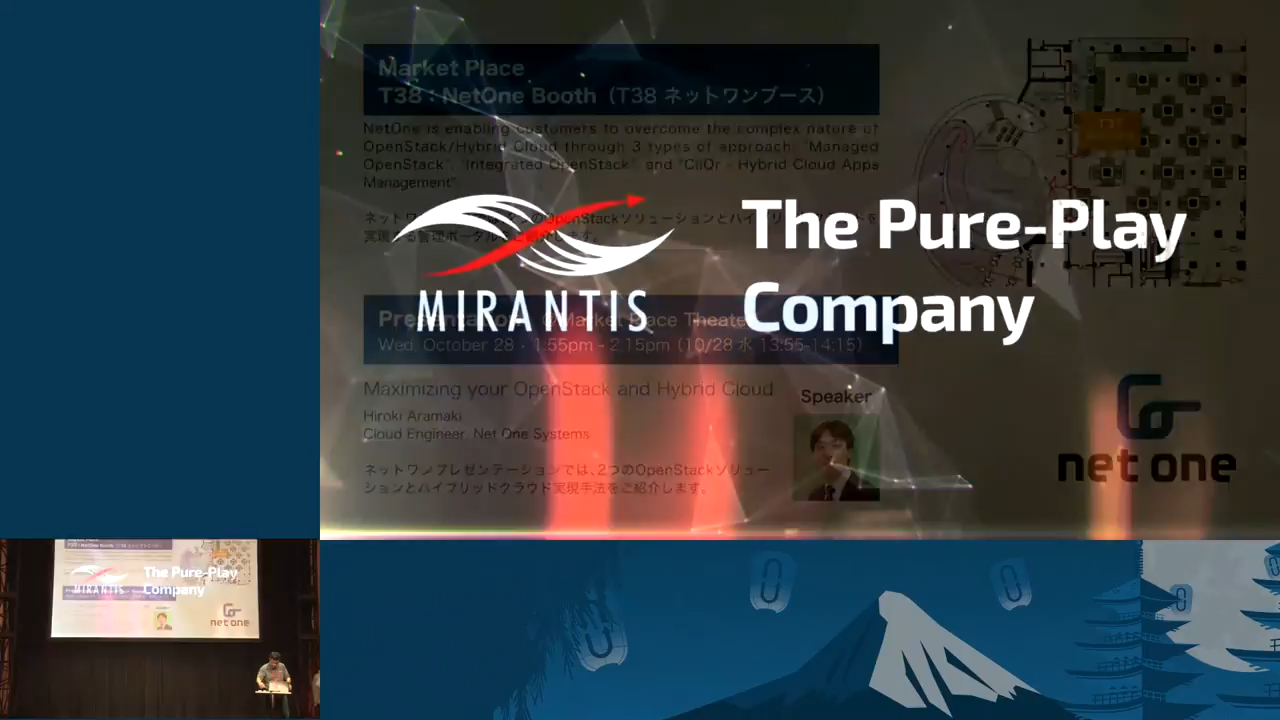 Market Place
T38 : NetOne Booth（T38 ネットワンブース）
NetOne is enabling customers to overcome the complex nature of
OpenStack/Hybrid Cloud through 3 types of approach: "Managed
OpenStack", "Integrated OpenStack", and "CliQr - Hybrid Cloud Apps
Management".
MIRANTIS
The Pure-Play
Company
Wed, October 28 · 1:55pm - 2:15pm (10/28 水 13:55-14:15)
Maximizing your OpenStack and Hybrid Cloud
Hiroki Aramaki
Cloud Engineer, Net One Systems
ネットワンプレゼンテーションでは、2つのOpenStackソリュー
ションとハイブリッドクラウド実現手法をご紹介します。
Speaker
net one
The Pure-Play
Company
MIRANTIS
net one